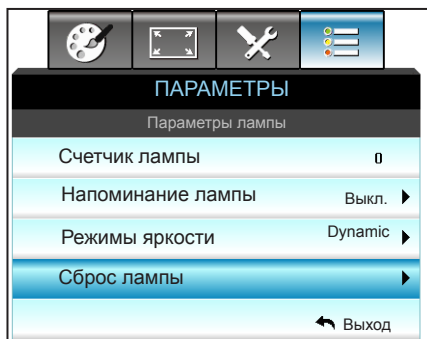 ПАРАМЕТРЫ
Параметры лампы
Счетчик лампы 0
Напоминание лампы Выкл.
Режимы яркости Dynamic
Сброс лампы
Выход